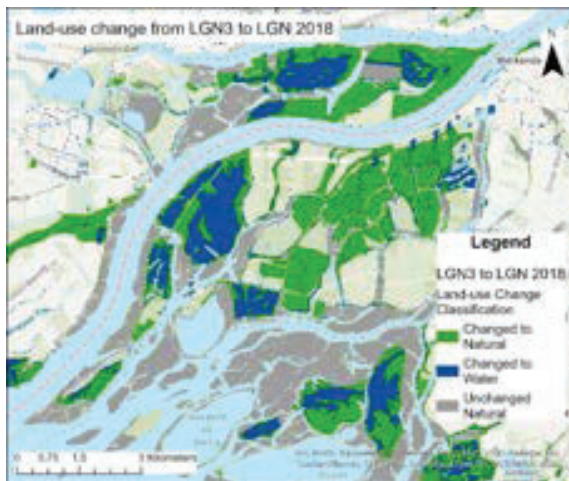 Land-use change from LGN3 to LGN 2018
N
Legend
LGN3 to LGN 2018
Land-use Change
Classification
Changed to
Natural
Changed to
Water
Unchanged
Natural
0 0.75 1.5 3 Kilometers